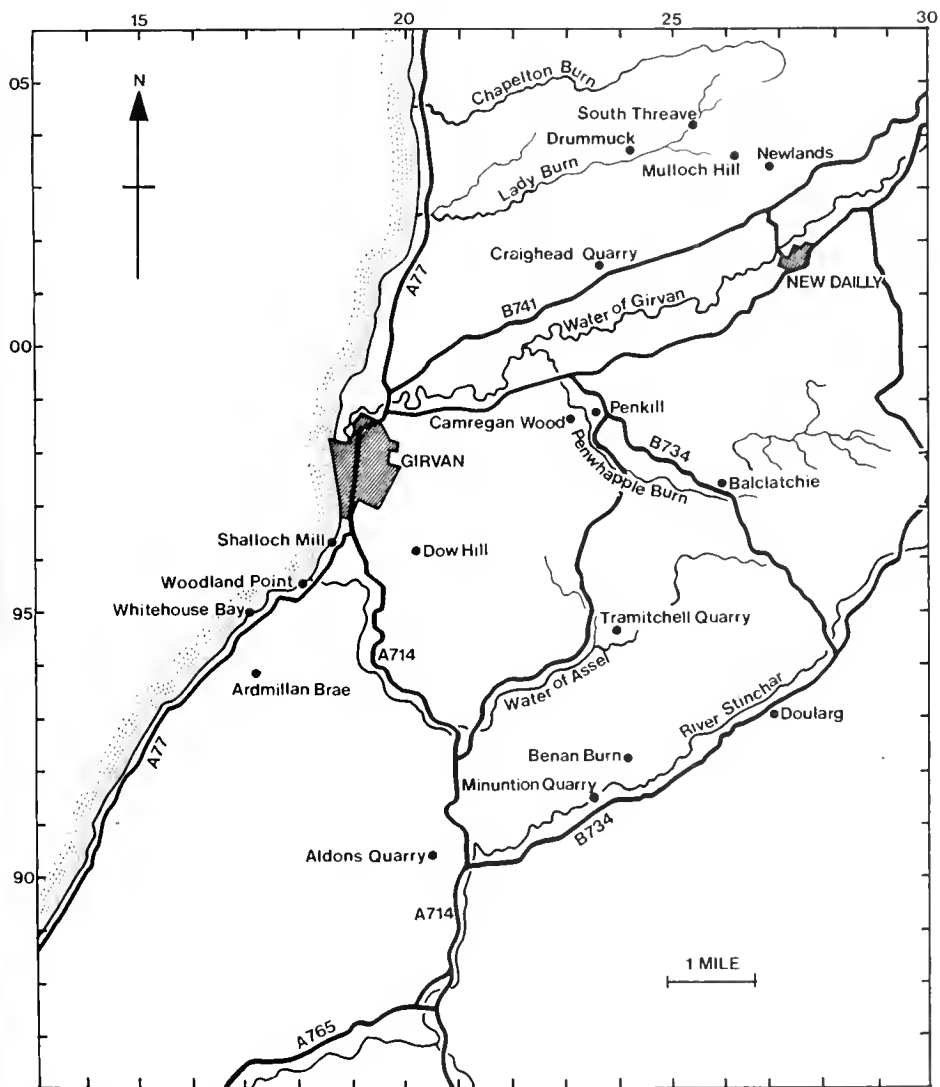 15
20
25
30
05
00
95
90
N
Chapelton Burn
South Threave
Drummuck
Mulloch Hill
Newlands
Lady Burn
Craighead Quarry
A77
B741
Water of Girvan
NEW DAILLY
Camregan Wood
Penkill
Penwhapple Burn
B734
Balclatchie
GIRVAN
Shalloch Mill
Dow Hill
Woodland Point
Whitehouse Bay
Tramitchell Quarry
A714
Water of Assel
Ardmillan Brae
River Stinchar
Doularg
A77
Benan Burn
Minuntion Quarry
B734
Aldons Quarry
A714
1 MILE
A765